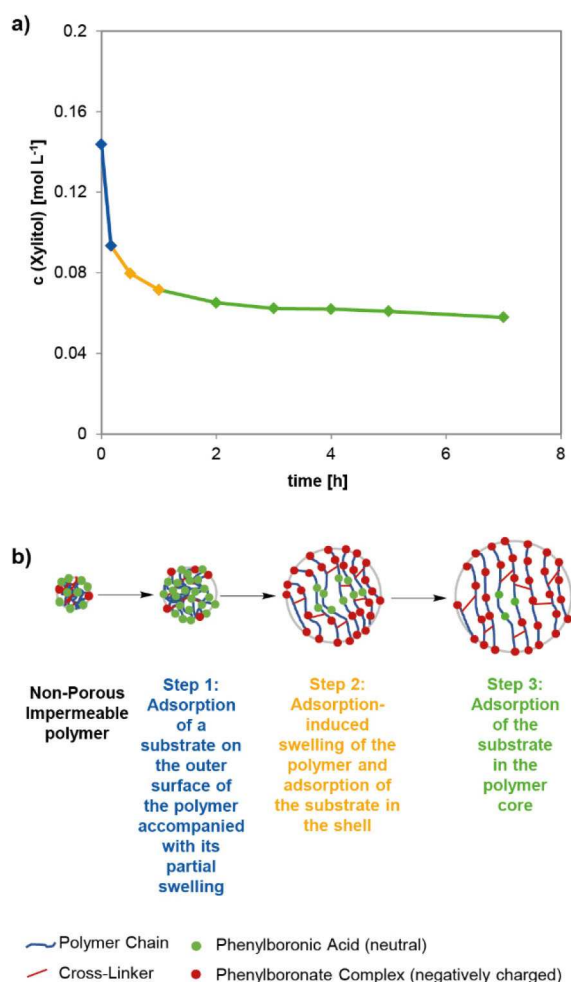 a)
0.2
0.16
0.12
0.08
0.04
0
c (Xylitol) [mol L⁻¹]
0 2 4 6 8
time [h]
b)
Non-Porous
Impermeable
polymer
Step 1:
Adsorption
of a
substrate on
the outer
surface of
the polymer
accompanied
with its
partial
swelling
Step 2:
Adsorption-
induced
swelling of the
polymer and
adsorption of
the substrate in
the shell
Step 3:
Adsorption
of the
substrate
in the
polymer
core
Polymer Chain
Phenylboronic Acid (neutral)
Cross-Linker
Phenylboronate Complex (negatively charged)